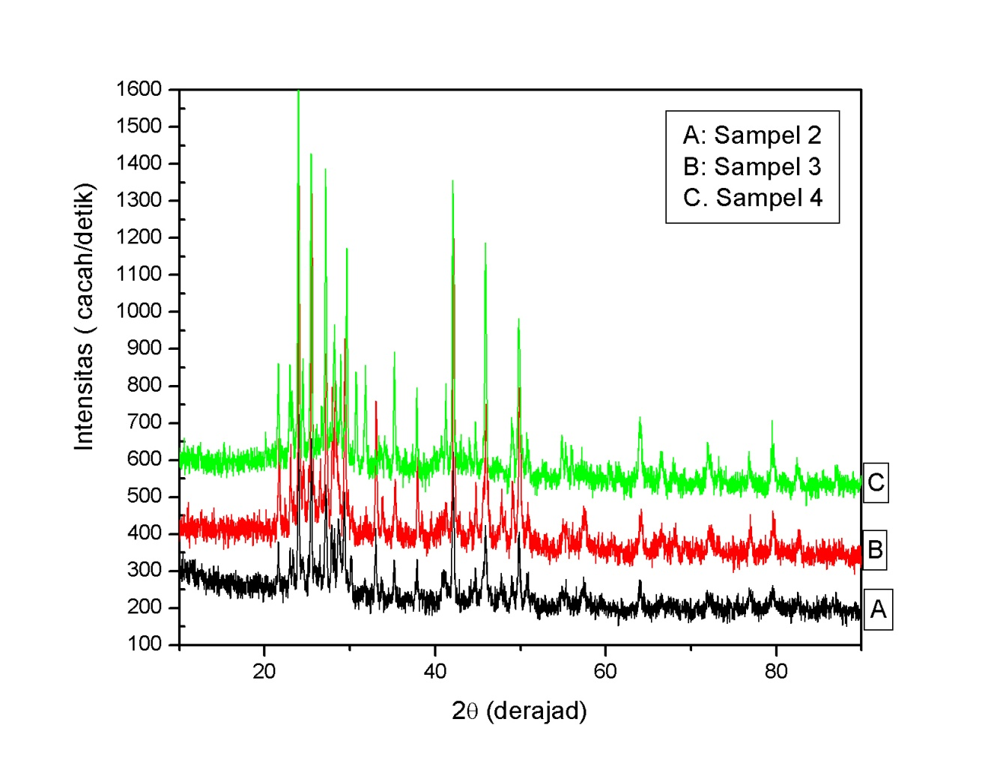 1600
1500
1400
1300
1200
1100
1000
900
800
700
600
500
400
300
200
100
Intensitas ( cacah/detik)
A: Sampel 2
B: Sampel 3
C. Sampel 4
C
B
A
20 40 60 80
2θ (derajad)